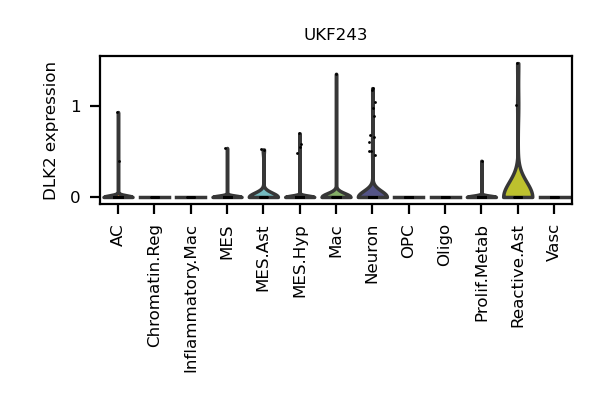 UKF243
DLK2 expression
1
0
AC
Chromatin.Reg
Inflammatory.Mac
MES
MES.Ast
MES.Hyp
Mac
Neuron
OPC
Oligo
Prolif.Metab
Reactive.Ast
Vasc